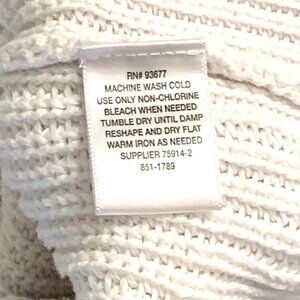 RN# 93677
MACHINE WASH COLD
USE ONLY NON-CHLORINE
BLEACH WHEN NEEDED
TUMBLE DRY UNTIL DAMP
RESHAPE AND DRY FLAT
WARM IRON AS NEEDED
SUPPLIER 75914-2
851-1789